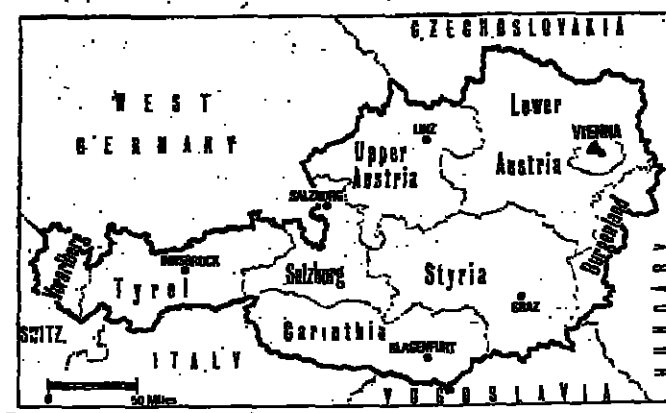 CZECHOSLOVAKIA
WEST
GERMANY
Lower
Austria
LINZ
VIENNA
Upper
Austria
SALZBURG
Burgenland
Vorarlberg
INNSBRUCK
Tyrol
Salzburg
Styria
GRAZ
Carinthia
KLAGENFURT
SWITZ.
ITALY
YUGOSLAVIA
HUNGARY
0 50 Miles